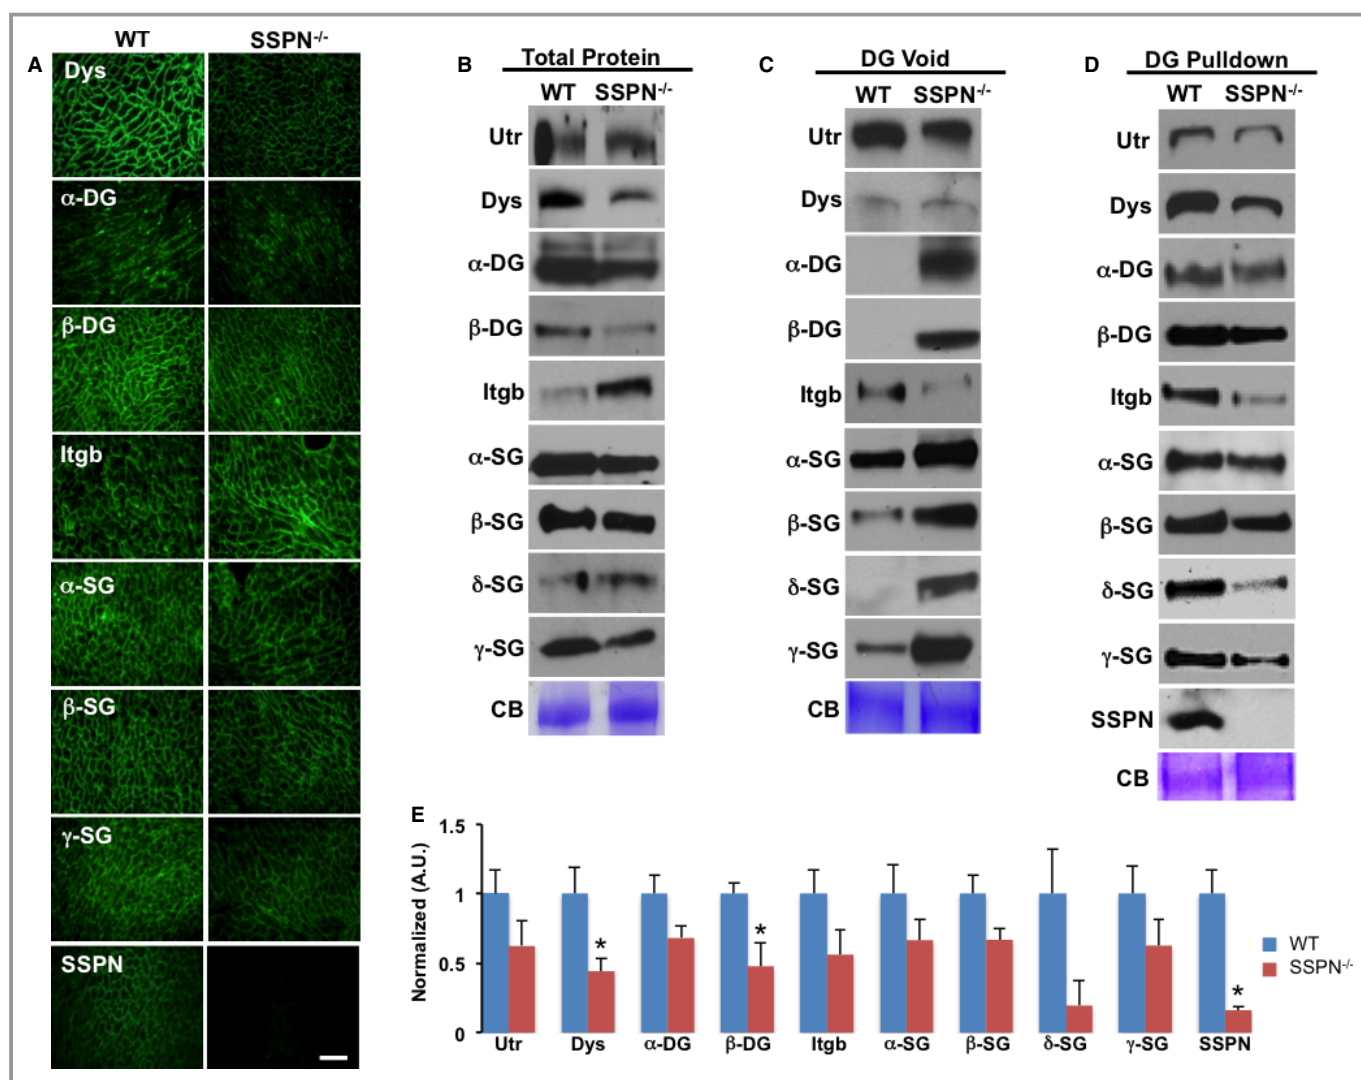 WT SSPN-/-
A
Dys
α-DG
β-DG
Itgb
α-SG
β-SG
γ-SG
SSPN
B Total Protein
WT SSPN-/-
Utr
Dys
α-DG
β-DG
Itgb
α-SG
β-SG
δ-SG
γ-SG
CB
C DG Void
WT SSPN-/-
Utr
Dys
α-DG
β-DG
Itgb
α-SG
β-SG
δ-SG
γ-SG
CB
D DG Pulldown
WT SSPN-/-
Utr
Dys
α-DG
β-DG
Itgb
α-SG
β-SG
δ-SG
γ-SG
SSPN
CB
E
Normalized (A.U.)
1.5
1
0.5
0
* * *
Utr Dys α-DG β-DG Itgb α-SG β-SG δ-SG γ-SG SSPN
WT
SSPN-/-